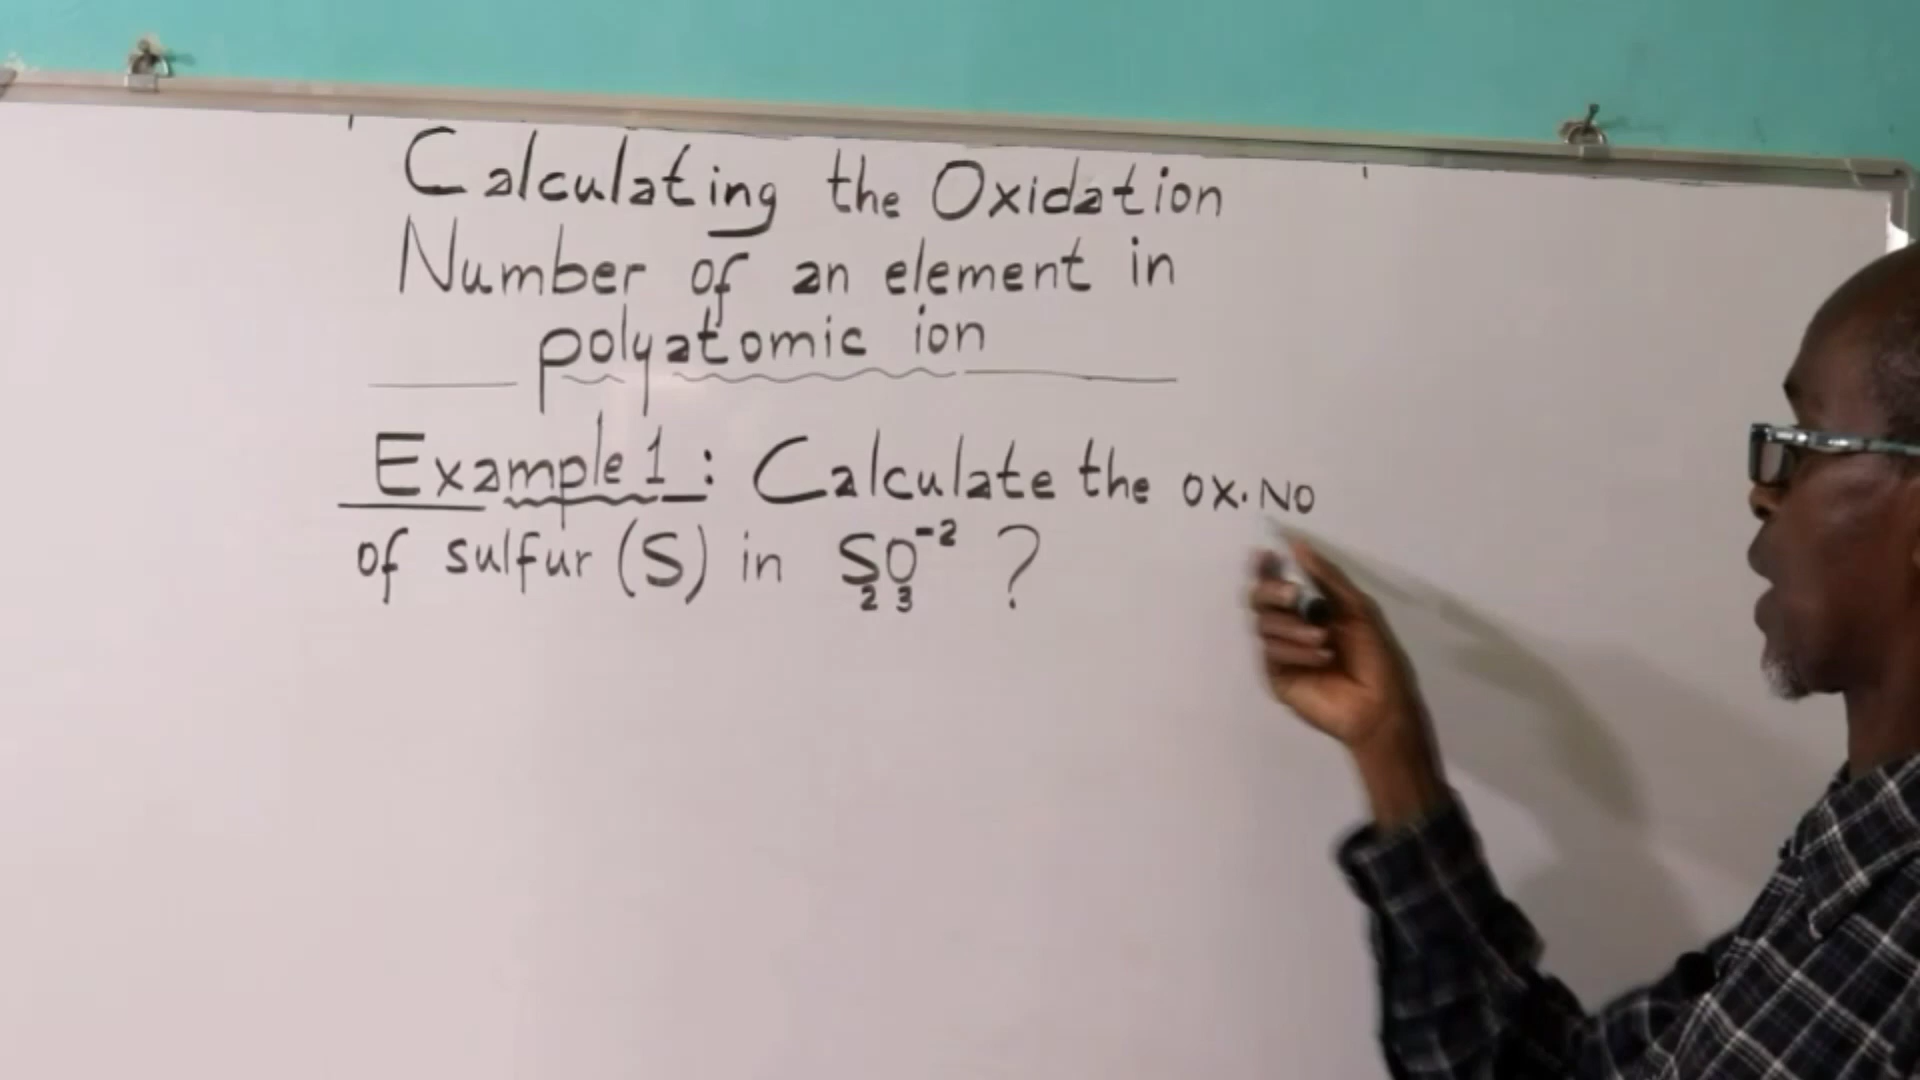 Calculating the Oxidation
Number of an element in
polyatomic ion
Example 1: Calculate the OX.NO
of sulfur (S) in S₂O₃⁻² ?